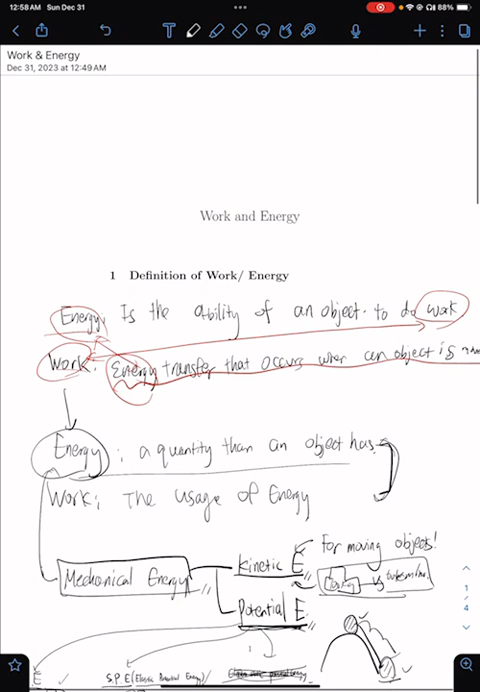 12:58 AM Sun Dec 31
88%
Work & Energy
Dec 31, 2023 at 12:49 AM
Work and Energy
1 Definition of Work/ Energy
Energy: Is the ability of an object to do work
Work: Energy transfer that occurs when an object is
Energy: a quantity than an object has
Work: The usage of Energy
Kinetic E
For moving objects!
Mechanical Energy
vs
Potential E
S.P.E (Elastic Potential Energy)
1
/
4